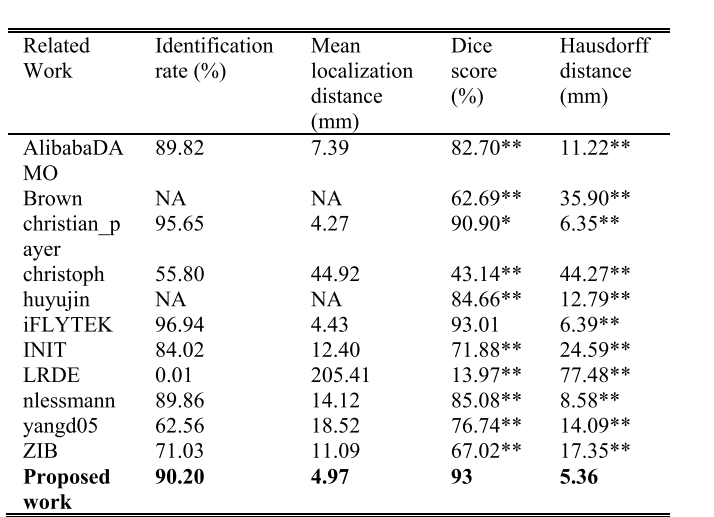 Related Work Identification rate (%) Mean localization distance (mm) Dice score (%) Hausdorff distance (mm)
AlibabaDAMO 89.82 7.39 82.70** 11.22**
Brown NA NA 62.69** 35.90**
christian_payer 95.65 4.27 90.90* 6.35**
christoph 55.80 44.92 43.14** 44.27**
huyujin NA NA 84.66** 12.79**
iFLYTEK 96.94 4.43 93.01 6.39**
INIT 84.02 12.40 71.88** 24.59**
LRDE 0.01 205.41 13.97** 77.48**
nlessmann 89.86 14.12 85.08** 8.58**
yangd05 62.56 18.52 76.74** 14.09**
ZIB 71.03 11.09 67.02** 17.35**
Proposed work 90.20 4.97 93 5.36